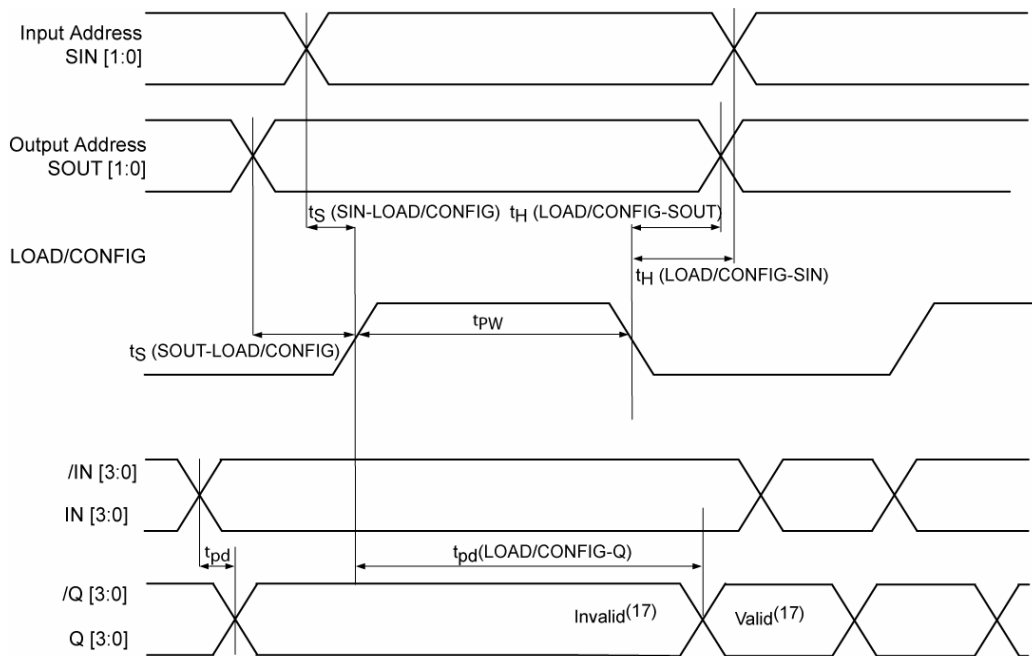 Input Address
SIN [1:0]
Output Address
SOUT [1:0]
tS (SIN-LOAD/CONFIG)
tH (LOAD/CONFIG-SOUT)
LOAD/CONFIG
tH (LOAD/CONFIG-SIN)
tPW
tS (SOUT-LOAD/CONFIG)
/IN [3:0]
IN [3:0]
tpd
tpd(LOAD/CONFIG-Q)
/Q [3:0]
Invalid(17)
Valid(17)
Q [3:0]